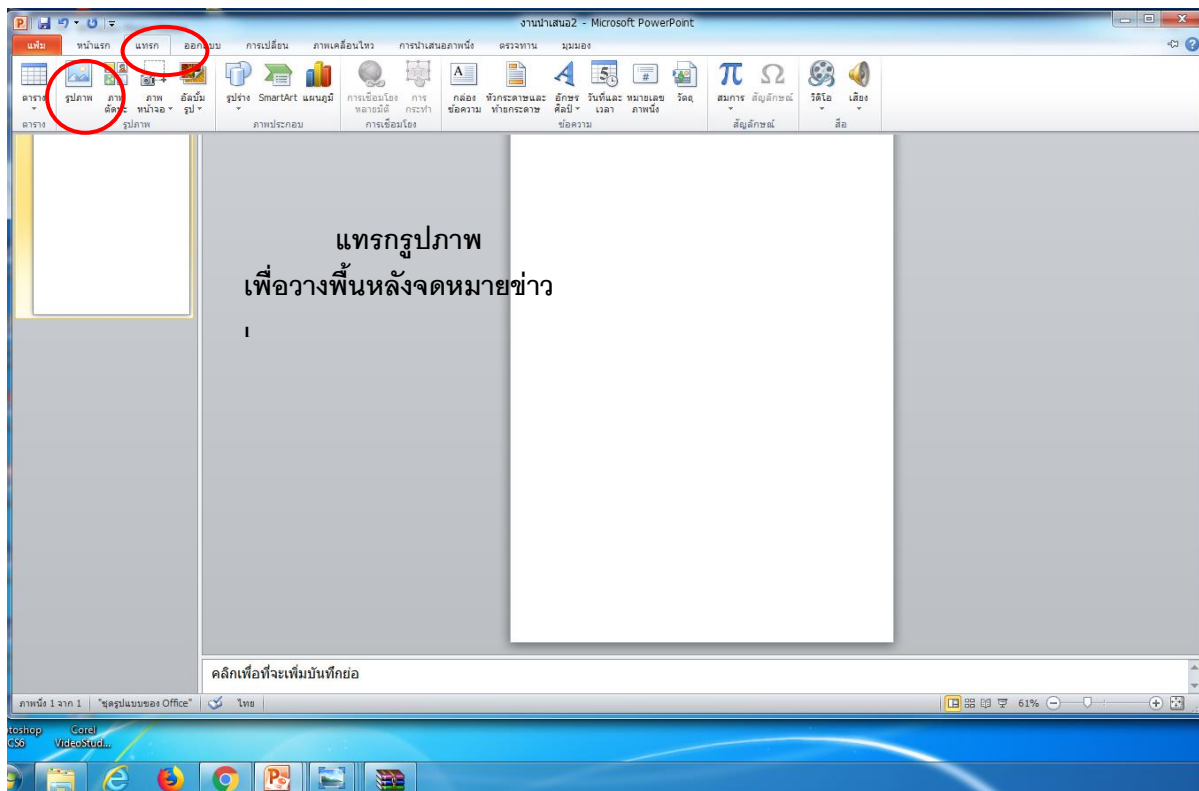 งานนำเสนอ2 - Microsoft PowerPoint
แฟ้ม หน้าแรก แทรก ออกแบบ การเปลี่ยน ภาพเคลื่อนไหว การนำเสนอภาพนิ่ง ตรวจทาน มุมมอง
ตาราง รูปภาพ ภาพตัดปะ ภาพหน้าจอ อัลบั้มรูป รูปร่าง SmartArt แผนภูมิ การเชื่อมโยงหลายมิติ การกระทำ กล่องข้อความ หัวกระดาษและท้ายกระดาษ อักษรศิลป์ วันที่และเวลา หมายเลขภาพนิ่ง วัตถุ สมการ สัญลักษณ์ วิดีโอ เสียง
ตาราง รูปภาพ ภาพประกอบ การเชื่อมโยง ข้อความ สัญลักษณ์ สื่อ
แทรกรูปภาพ
เพื่อวางพื้นหลังจดหมายข่าว
คลิกเพื่อที่จะเพิ่มบันทึกย่อ
ภาพนิ่ง 1 จาก 1 "ชุดรูปแบบของ Office" ไทย 61%
toshop Corel
CS6 VideoStud...